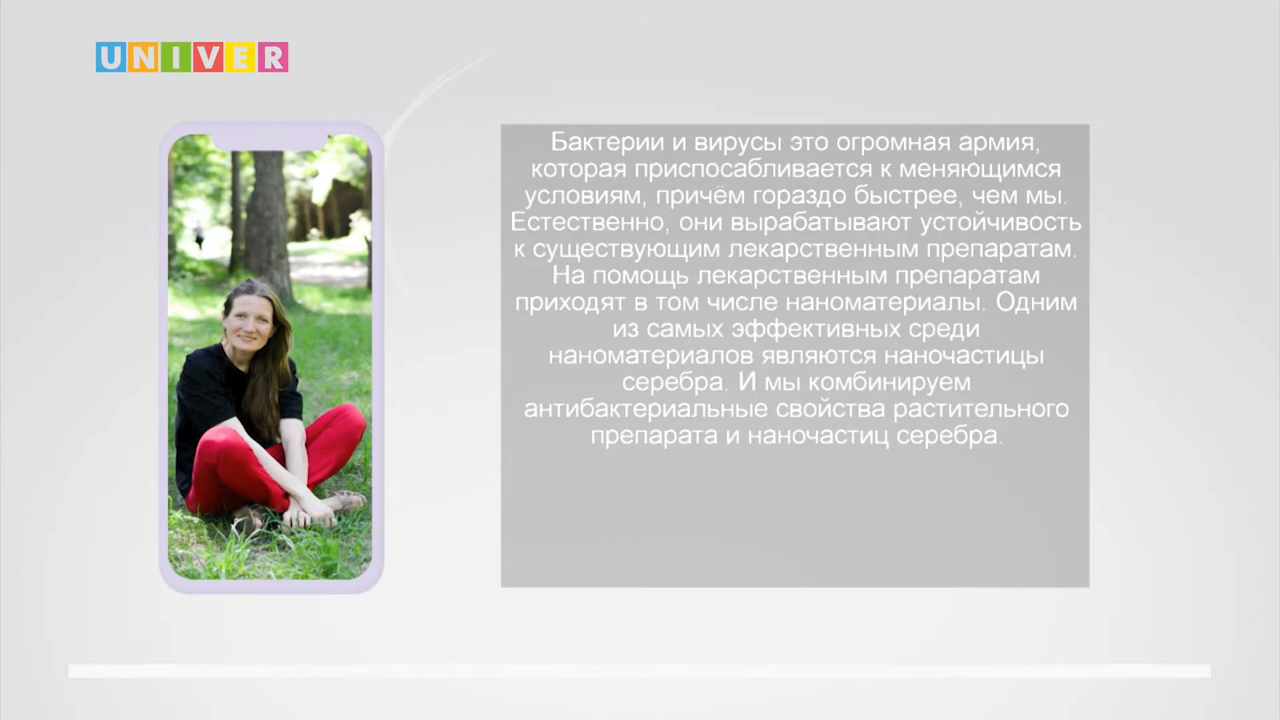 UNIVER
Бактерии и вирусы это огромная армия,
которая приспосабливается к меняющимся
условиям, причём гораздо быстрее, чем мы.
Естественно, они вырабатывают устойчивость
к существующим лекарственным препаратам.
На помощь лекарственным препаратам
приходят в том числе наноматериалы. Одним
из самых эффективных среди
наноматериалов являются наночастицы
серебра. И мы комбинируем
антибактериальные свойства растительного
препарата и наночастиц серебра.